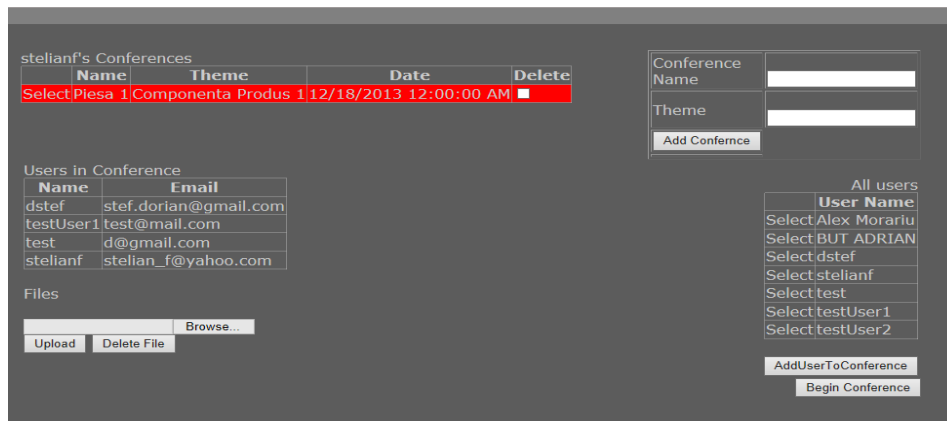 stelianf's Conferences
Name Theme Date Delete
Select Piesa 1 Componenta Produs 1 12/18/2013 12:00:00 AM
Conference Name
Theme
Add Confernce
Users in Conference
Name Email
dstef stef.dorian@gmail.com
testUser1 test@mail.com
test d@gmail.com
stelianf stelian_f@yahoo.com
Files
Browse...
Upload Delete File
All users
User Name
Select Alex Morariu
Select BUT ADRIAN
Select dstef
Select stelianf
Select test
Select testUser1
Select testUser2
AddUserToConference
Begin Conference